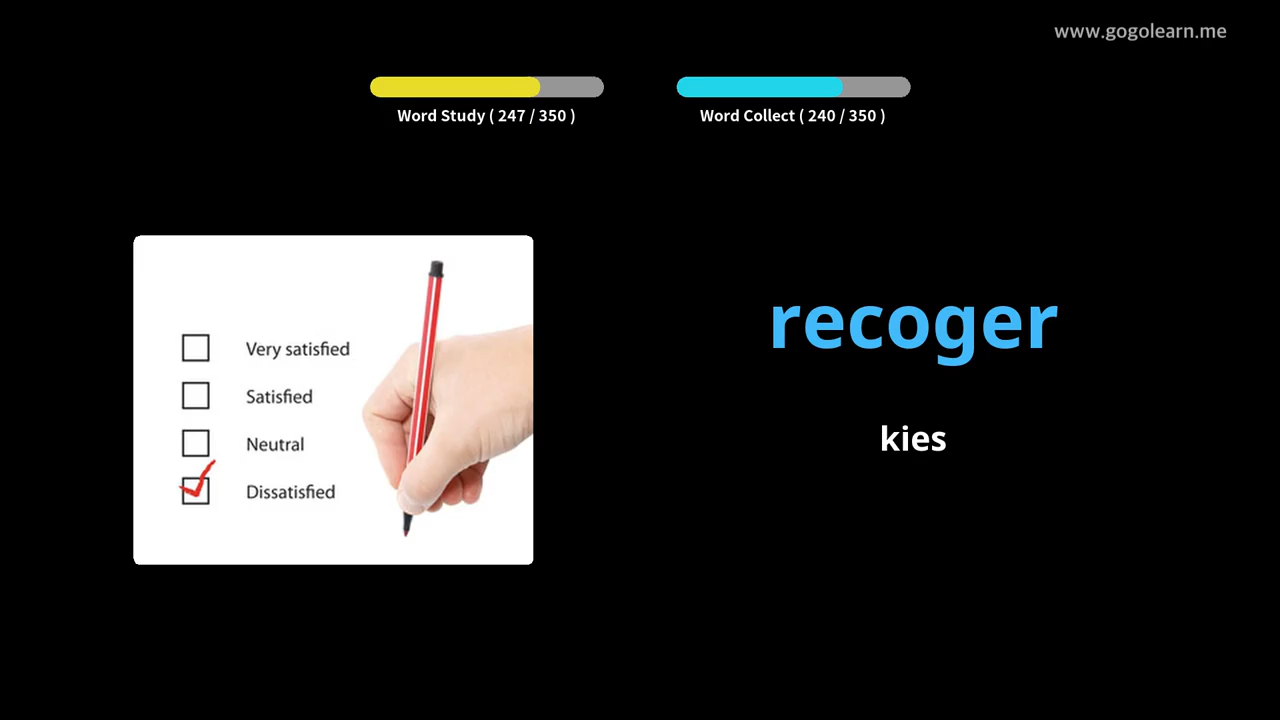 www.gogolearn.me
Word Study ( 247 / 350 )
Word Collect ( 240 / 350 )
Very satisfied
Satisfied
Neutral
Dissatisfied
recoger
kies